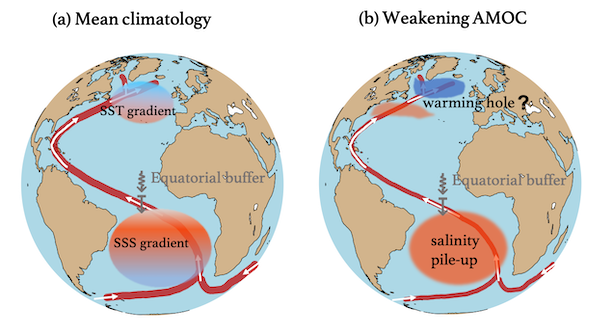 (a) Mean climatology
(b) Weakening AMOC
SST gradient
Equatorial buffer
SSS gradient
warming hole ?
Equatorial buffer
salinity
pile-up